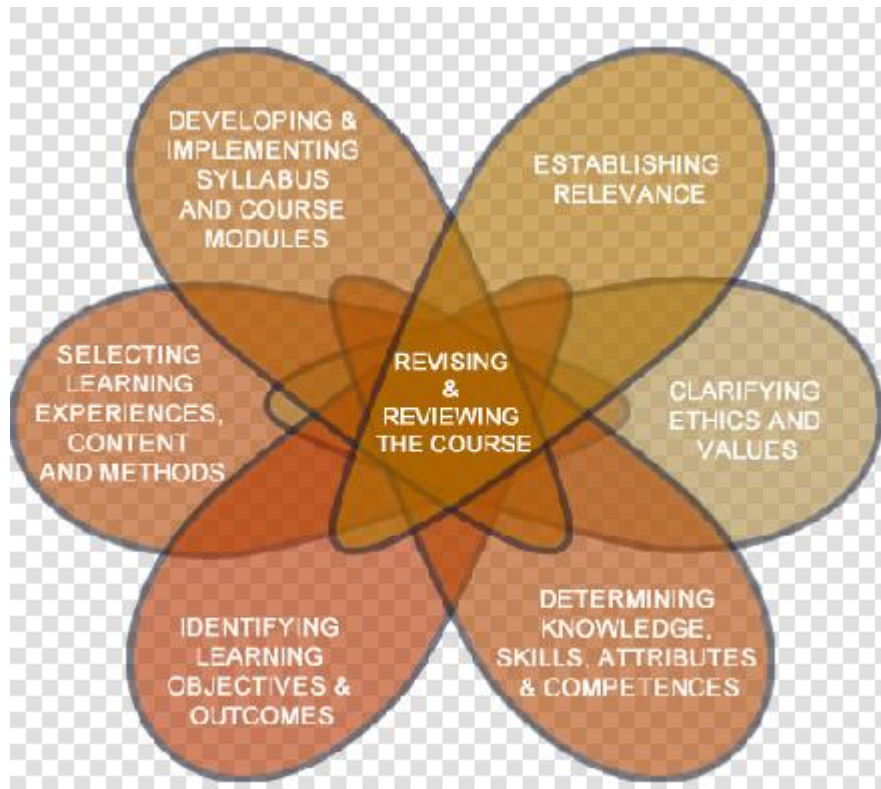 DEVELOPING &
IMPLEMENTING
SYLLABUS
AND COURSE
MODULES
ESTABLISHING
RELEVANCE
SELECTING
LEARNING
EXPERIENCES,
CONTENT
AND METHODS
REVISING
&
REVIEWING
THE COURSE
CLARIFYING
ETHICS AND
VALUES
IDENTIFYING
LEARNING
OBJECTIVES &
OUTCOMES
DETERMINING
KNOWLEDGE,
SKILLS, ATTRIBUTES
& COMPETENCES